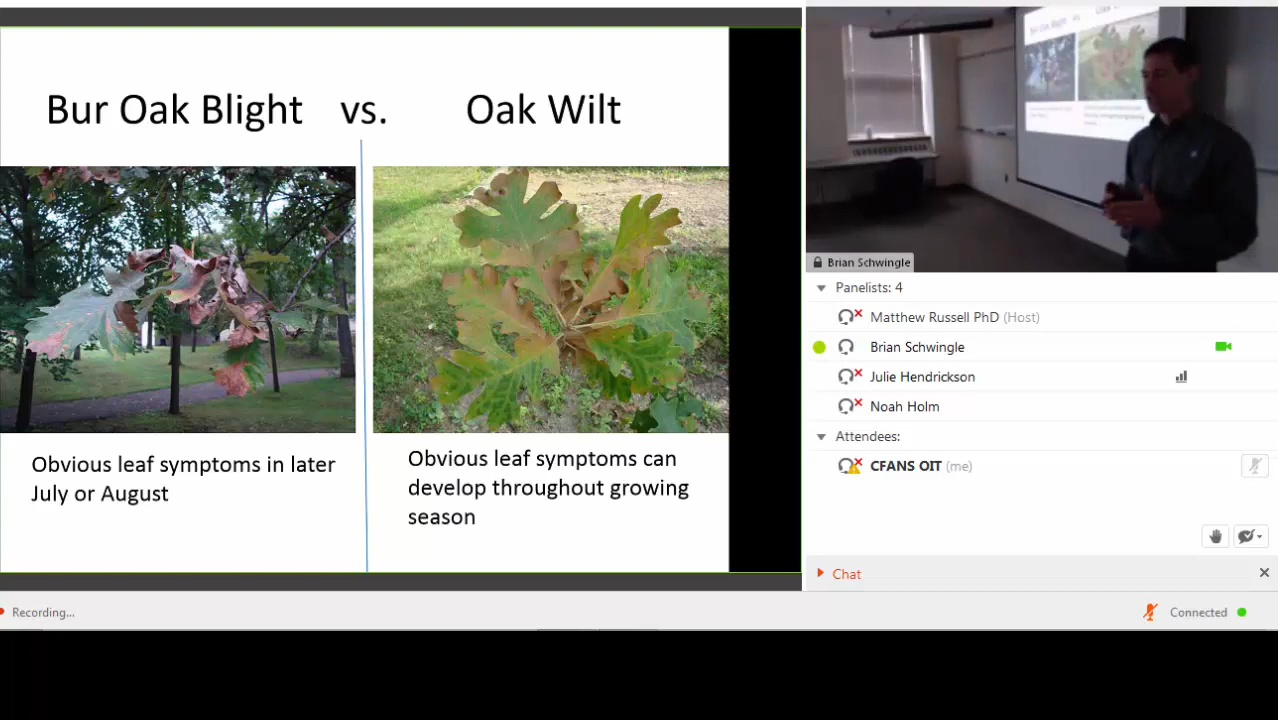 Bur Oak Blight vs. Oak Wilt
Obvious leaf symptoms in later
July or August
Obvious leaf symptoms can
develop throughout growing
season
Brian Schwingle
Panelists: 4
Matthew Russell PhD (Host)
Brian Schwingle
Julie Hendrickson
Noah Holm
Attendees:
CFANS OIT (me)
Chat
Recording...
Connected